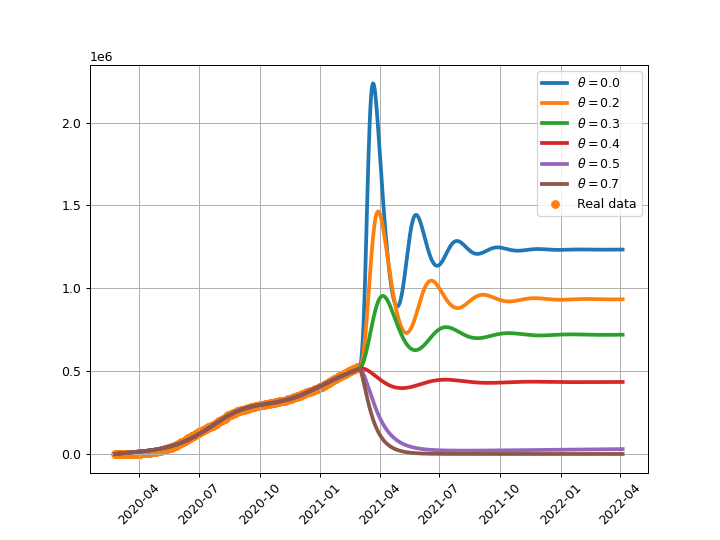 1e6
2.0
1.5
1.0
0.5
0.0
2020-04
2020-07
2020-10
2021-01
2021-04
2021-07
2021-10
2022-01
2022-04
θ = 0.0
θ = 0.2
θ = 0.3
θ = 0.4
θ = 0.5
θ = 0.7
Real data